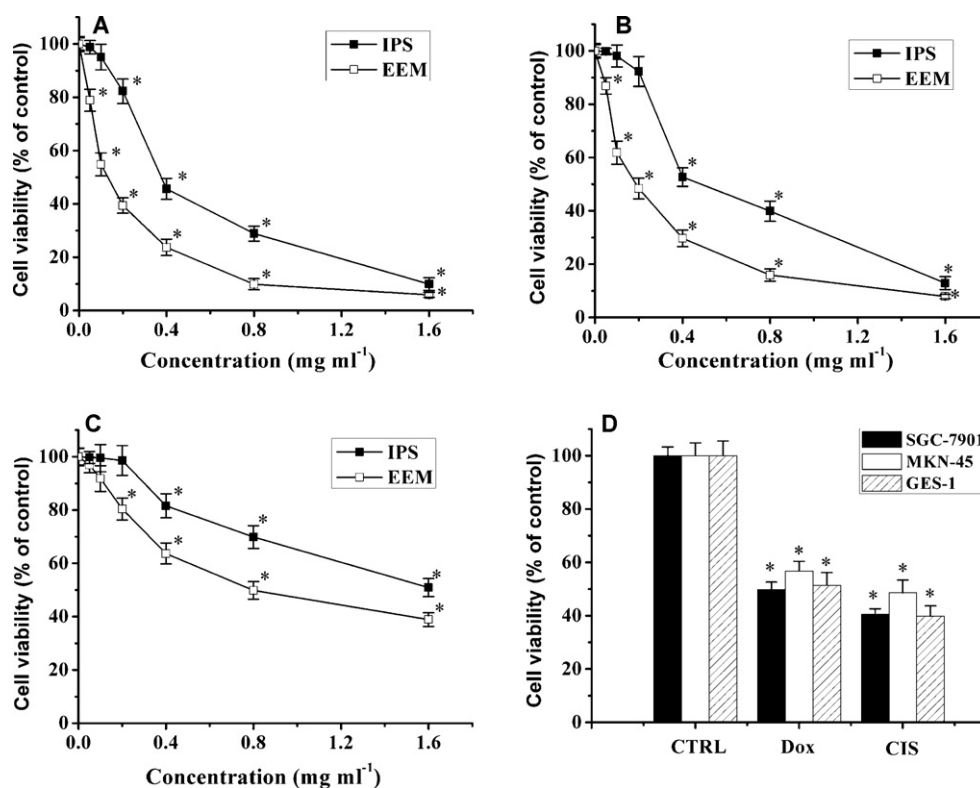 A
IPS
EEM
Cell viability (% of control)
100
80
60
40
20
0
* * * * * * * * * *
0.0 0.4 0.8 1.2 1.6
Concentration (mg ml⁻¹)
B
IPS
EEM
Cell viability (% of control)
100
80
60
40
20
0
* * * * * * * * *
0.0 0.4 0.8 1.2 1.6
Concentration (mg ml⁻¹)
C
IPS
EEM
Cell viability (% of control)
100
80
60
40
20
0
* * * * * * *
0.0 0.4 0.8 1.2 1.6
Concentration (mg ml⁻¹)
D
SGC-7901
MKN-45
GES-1
Cell viability (% of control)
100
80
60
40
20
0
* * * * * *
CTRL Dox CIS